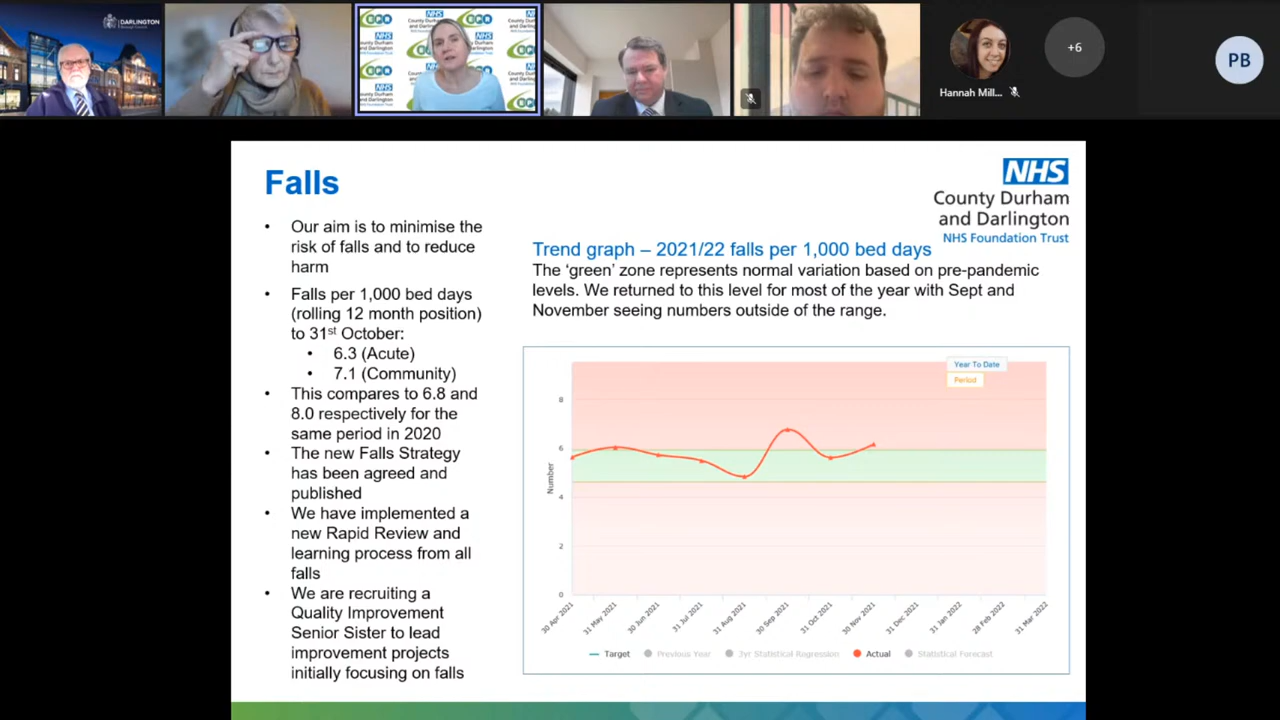 DARLINGTON
EPR
NHS
County Durham
and Darlington
NHS Foundation Trust
Hannah Mill...
+6
PB
Falls
NHS
County Durham
and Darlington
NHS Foundation Trust
• Our aim is to minimise the
risk of falls and to reduce
harm
• Falls per 1,000 bed days
(rolling 12 month position)
to 31st October:
• 6.3 (Acute)
• 7.1 (Community)
• This compares to 6.8 and
8.0 respectively for the
same period in 2020
• The new Falls Strategy
has been agreed and
published
• We have implemented a
new Rapid Review and
learning process from all
falls
• We are recruiting a
Quality Improvement
Senior Sister to lead
improvement projects
initially focusing on falls
Trend graph – 2021/22 falls per 1,000 bed days
The ‘green’ zone represents normal variation based on pre-pandemic
levels. We returned to this level for most of the year with Sept and
November seeing numbers outside of the range.
Year To Date
Period
8
6
4
2
0
Number
30 Apr 2021
31 May 2021
30 Jun 2021
31 Jul 2021
31 Aug 2021
30 Sep 2021
31 Oct 2021
30 Nov 2021
31 Dec 2021
31 Jan 2022
28 Feb 2022
31 Mar 2022
Target
Previous Year
3yr Statistical Regression
Actual
Statistical Forecast